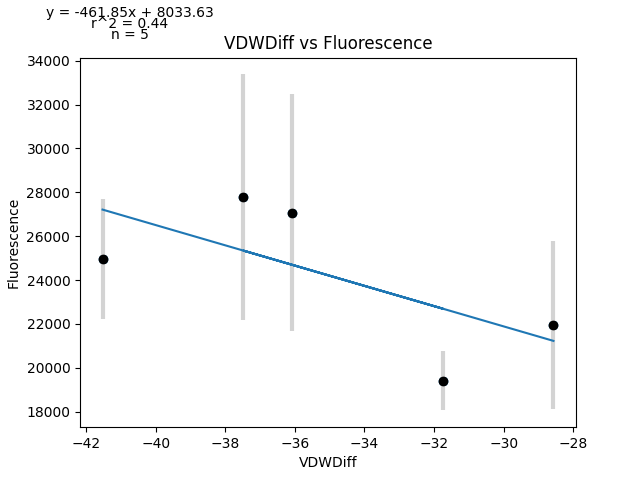 y = -461.85x + 8033.63
r^2 = 0.44
n = 5
VDWDiff vs Fluorescence
34000
32000
30000
28000
26000
24000
22000
20000
18000
Fluorescence
−42 −40 −38 −36 −34 −32 −30 −28
VDWDiff